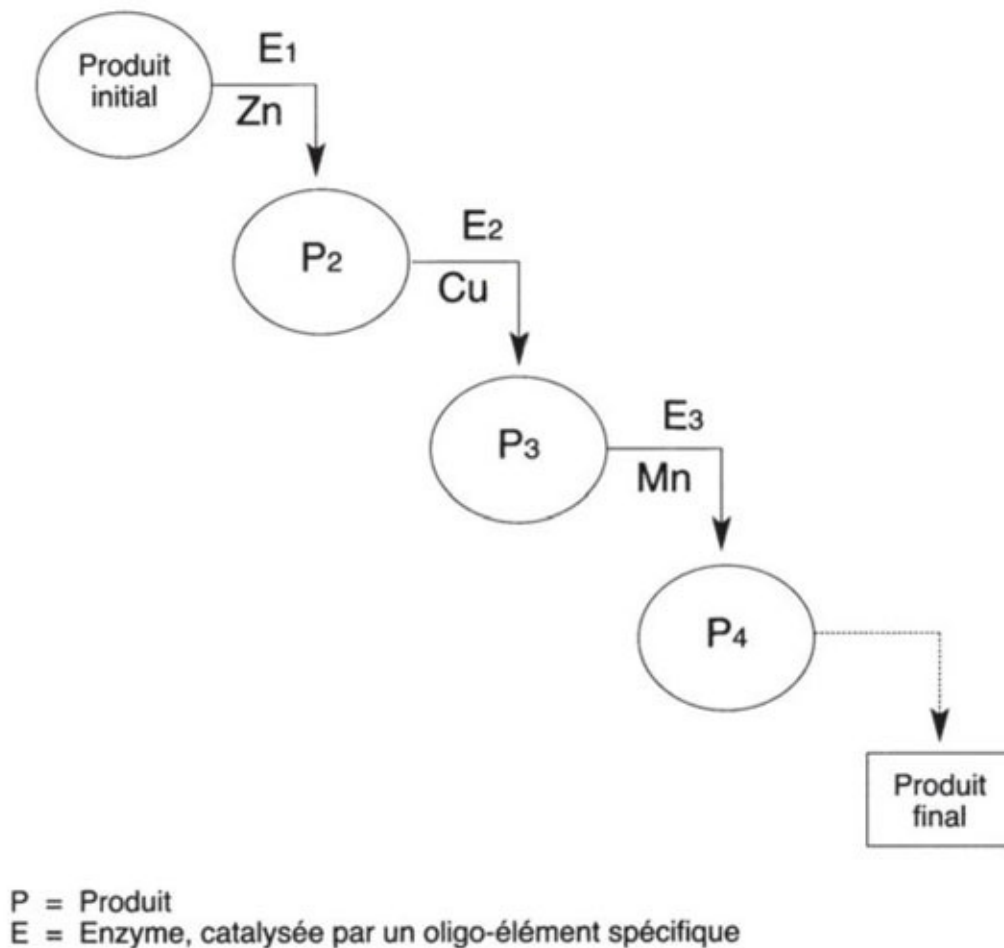 Produit
initial
E1
Zn
P2
E2
Cu
P3
E3
Mn
P4
Produit
final
P = Produit
E = Enzyme, catalysée par un oligo-élément spécifique